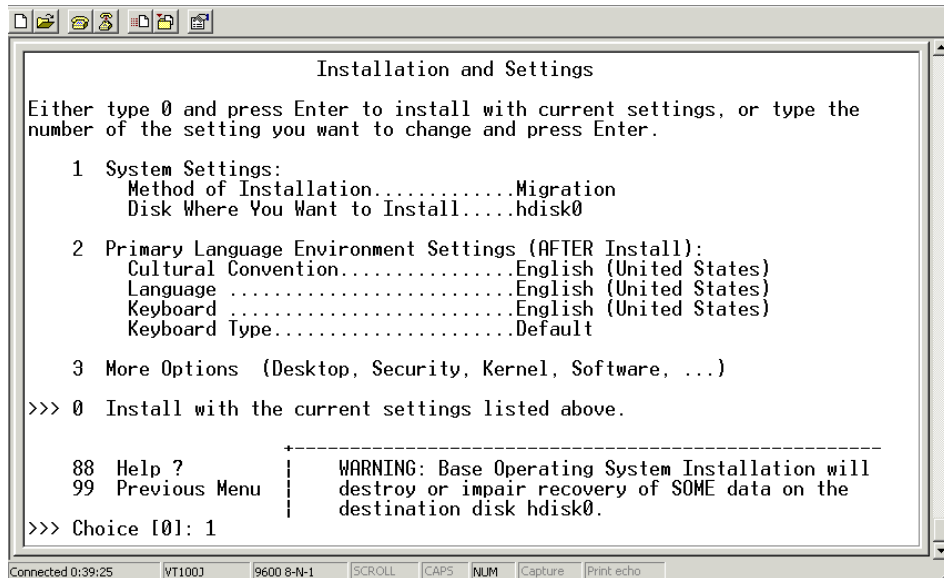 Installation and Settings
Either type 0 and press Enter to install with current settings, or type the
number of the setting you want to change and press Enter.
1 System Settings:
Method of Installation.............Migration
Disk Where You Want to Install.....hdisk0
2 Primary Language Environment Settings (AFTER Install):
Cultural Convention................English (United States)
Language ..........................English (United States)
Keyboard ..........................English (United States)
Keyboard Type......................Default
3 More Options (Desktop, Security, Kernel, Software, ...)
>>> 0 Install with the current settings listed above.
+-----------------------------------------------------
88 Help ? | WARNING: Base Operating System Installation will
99 Previous Menu | destroy or impair recovery of SOME data on the
| destination disk hdisk0.
>>> Choice [0]: 1
Connected 0:39:25 VT100J 9600 8-N-1 SCROLL CAPS NUM Capture Print echo